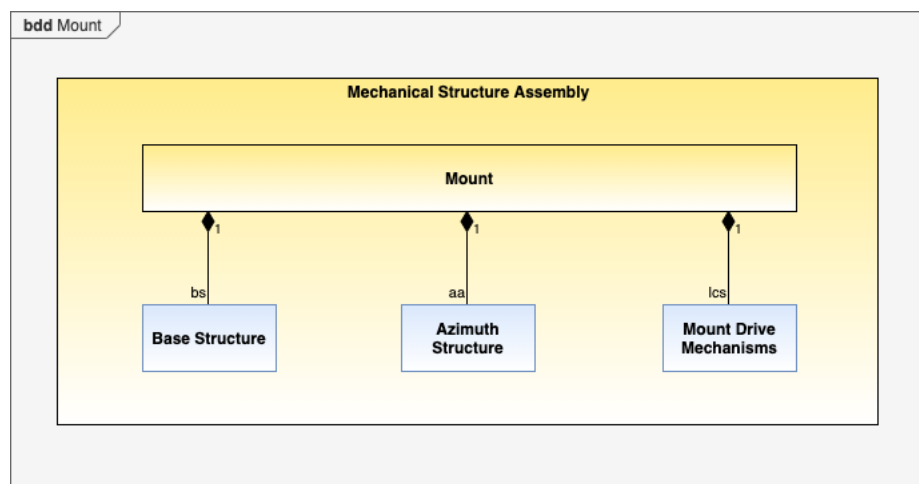 bdd Mount
Mechanical Structure Assembly
Mount
1
1
1
bs
aa
lcs
Base Structure
Azimuth
Structure
Mount Drive
Mechanisms